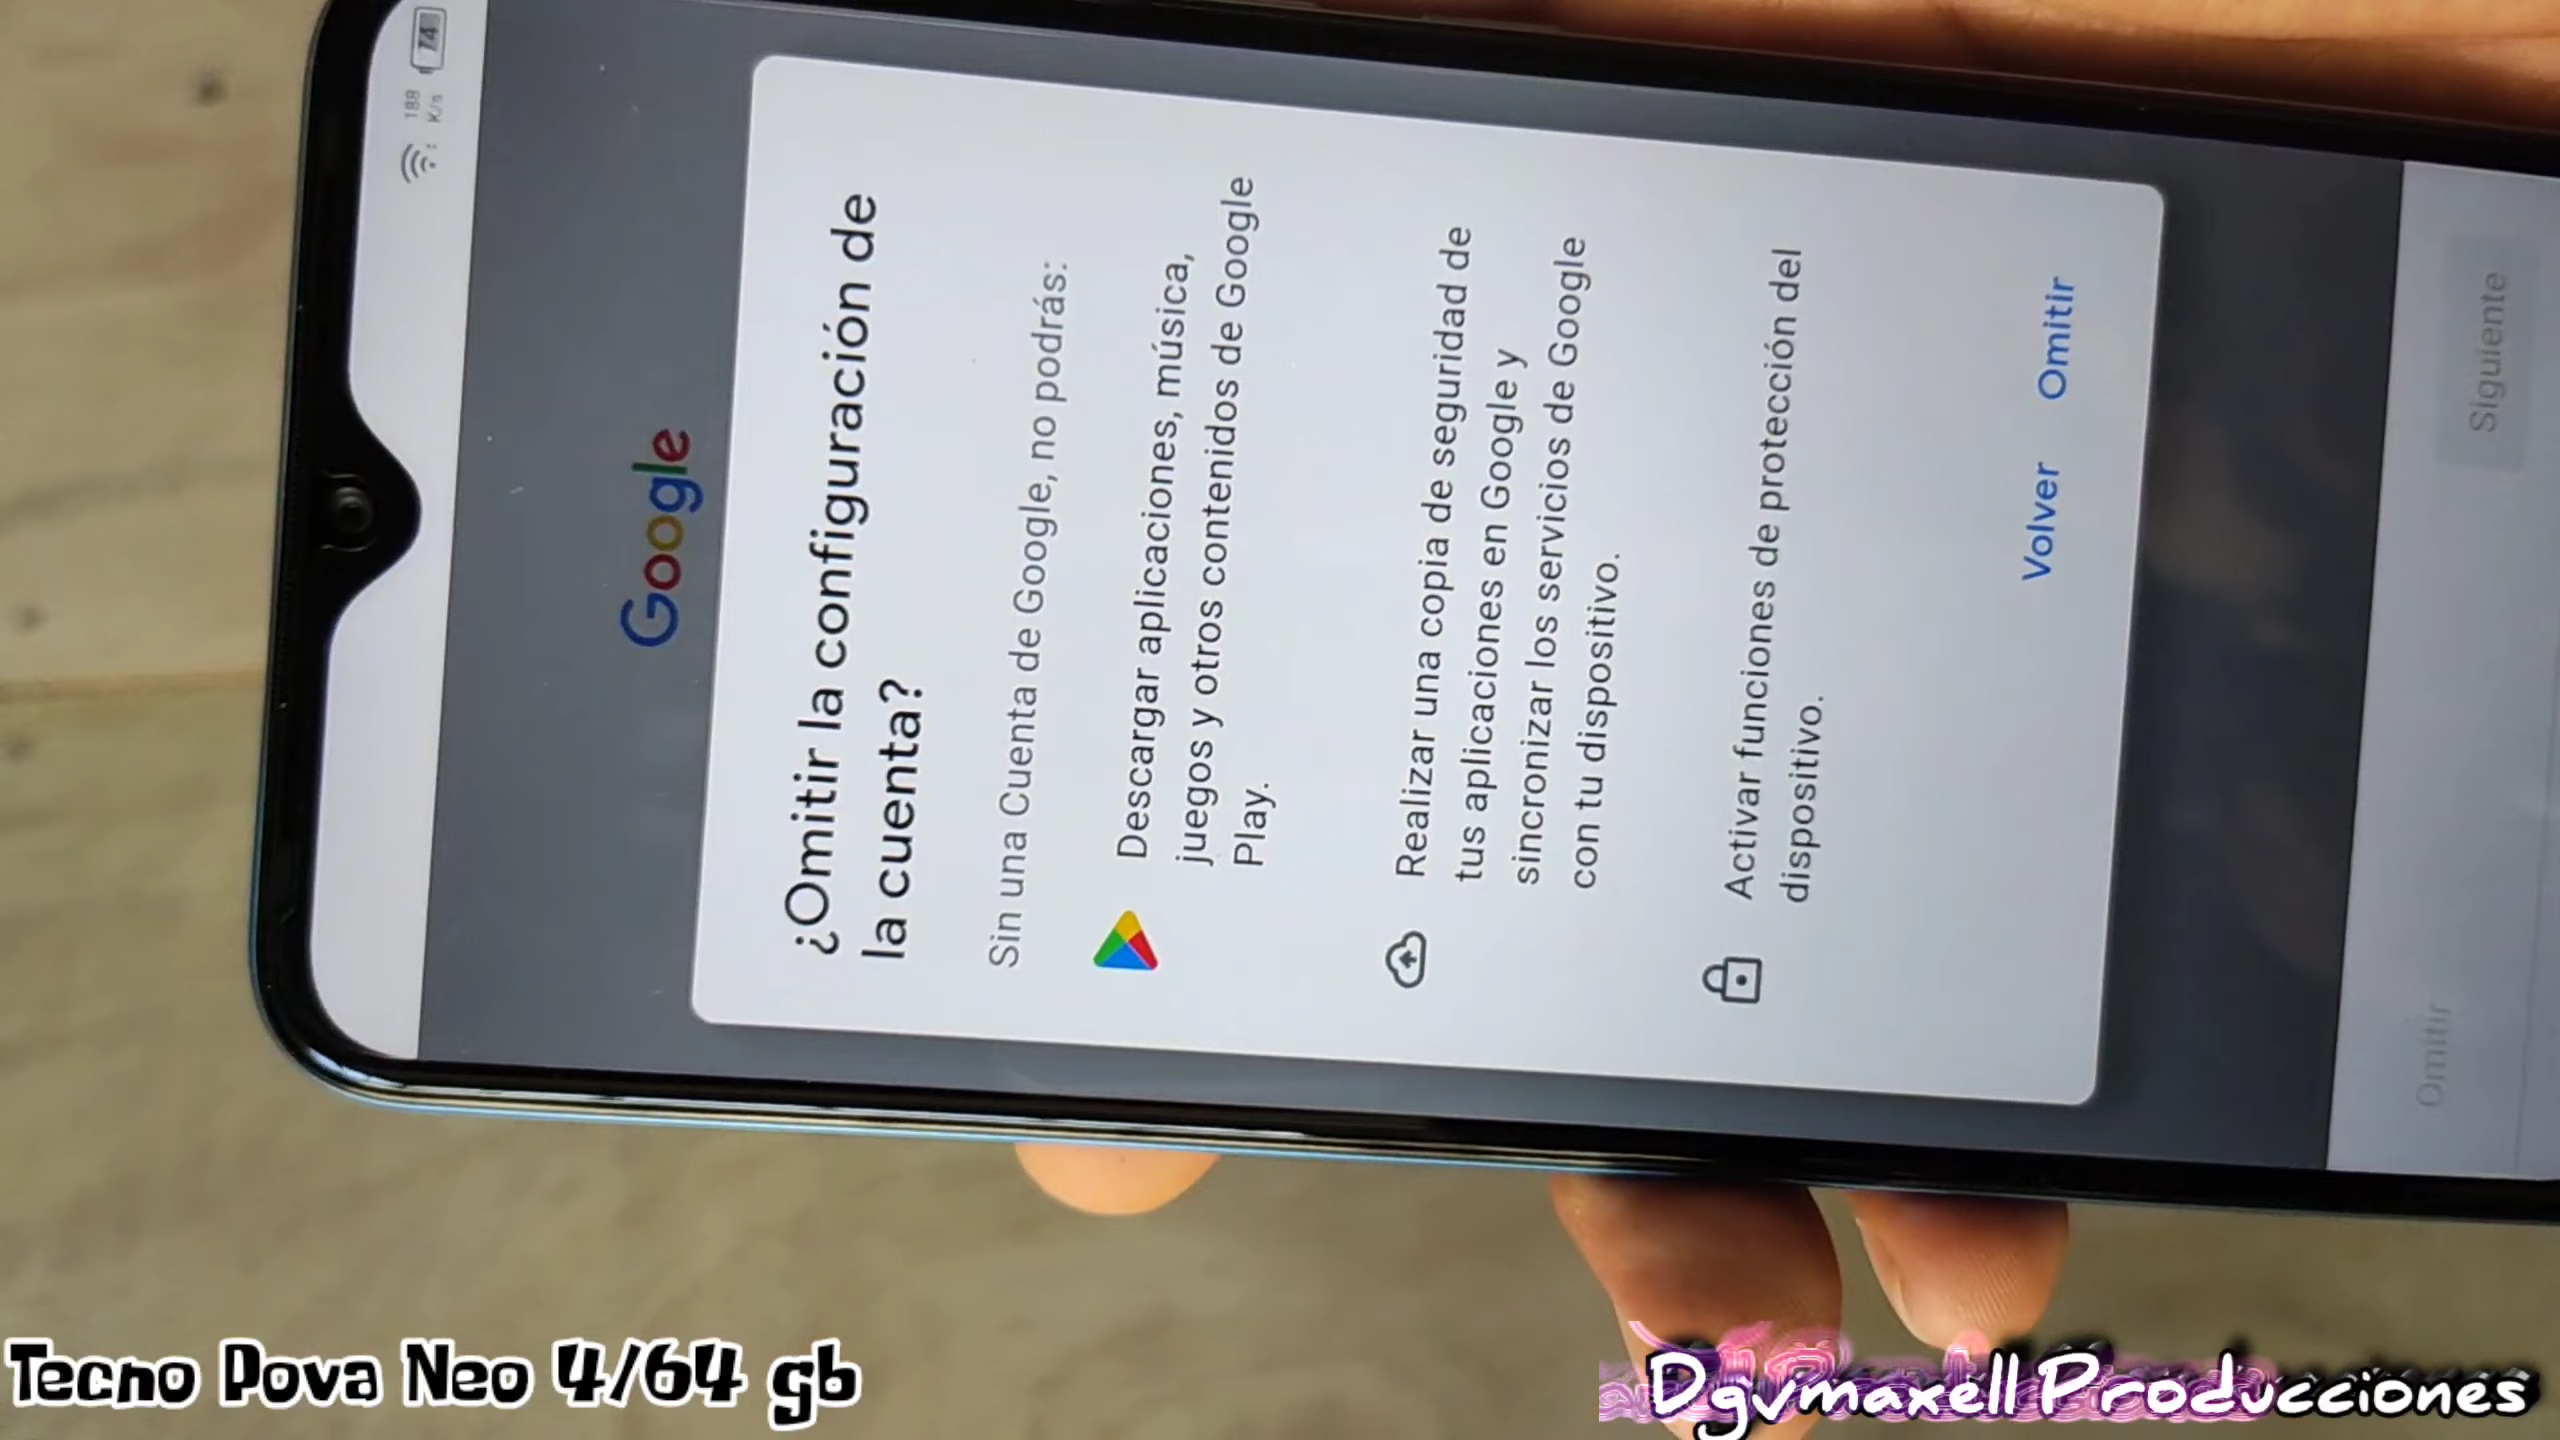 188
K/s
74
Google
¿Omitir la configuración de
la cuenta?
Sin una Cuenta de Google, no podrás:
Descargar aplicaciones, música,
juegos y otros contenidos de Google
Play.
Realizar una copia de seguridad de
tus aplicaciones en Google y
sincronizar los servicios de Google
con tu dispositivo.
Activar funciones de protección del
dispositivo.
Volver Omitir
Omitir Siguiente
Tecno Pova Neo 4/64 gb
Dgvmaxell Producciones